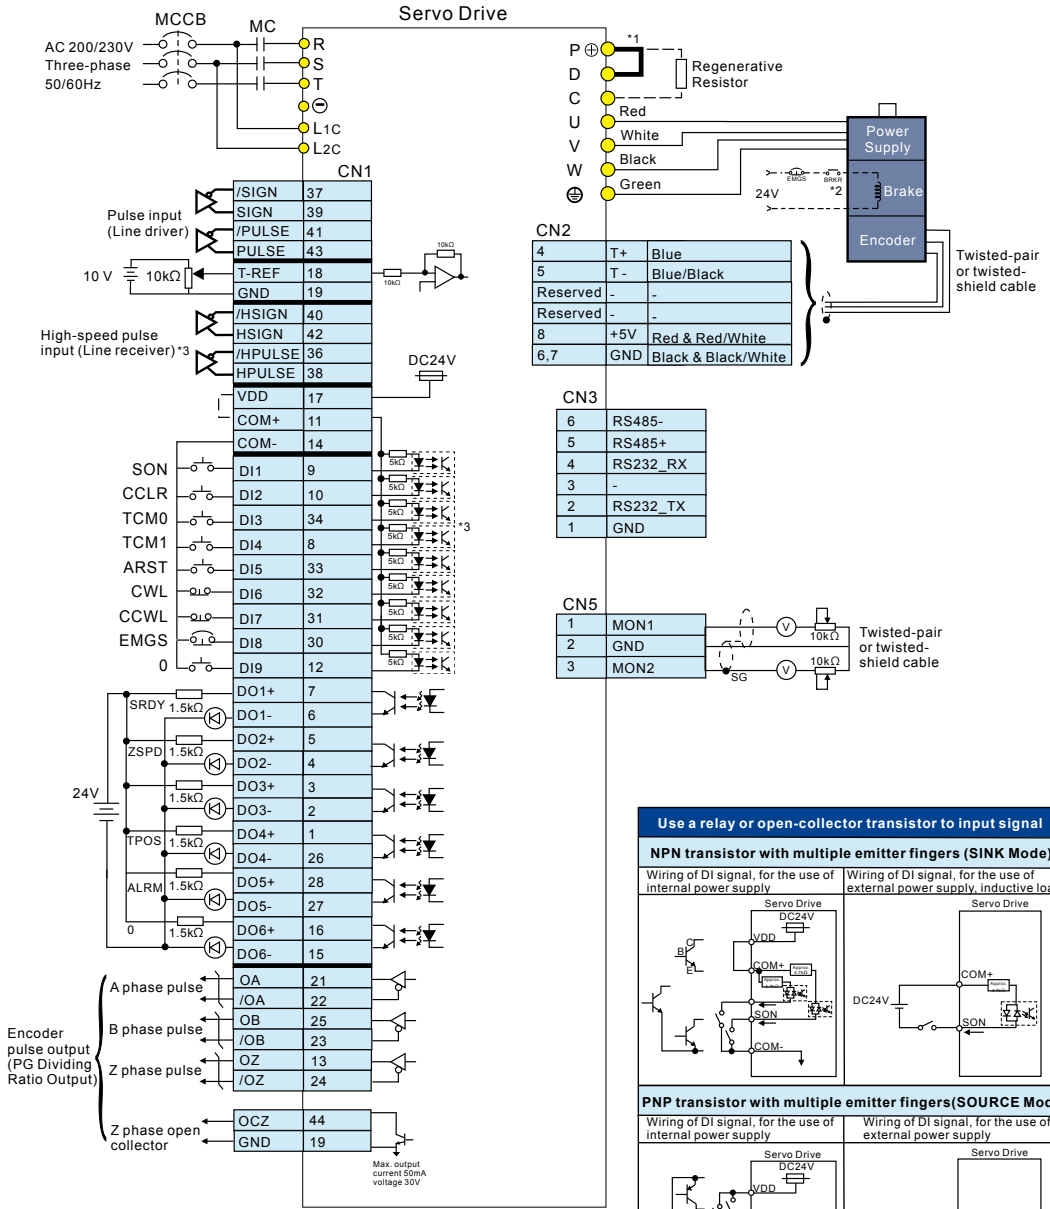 Servo Drive
MCCB
MC
AC 200/230V
Three-phase
50/60Hz
R
S
T
L1C
L2C
P
D
C
U
V
W
*1
Regenerative
Resistor
Red
White
Black
Green
Power
Supply
Brake
Encoder
EMGS
BRKR
24V
*2
Twisted-pair
or twisted-
shield cable
CN1
Pulse input
(Line driver)
/SIGN 37
SIGN 39
/PULSE 41
PULSE 43
10 V
10kΩ
T-REF 18
GND 19
10kΩ
10kΩ
High-speed pulse
input (Line receiver)*3
/HSIGN 40
HSIGN 42
/HPULSE 36
HPULSE 38
DC24V
VDD 17
COM+ 11
COM- 14
SON DI1 9 5kΩ
CCLR DI2 10 5kΩ
TCM0 DI3 34 5kΩ
TCM1 DI4 8 5kΩ
ARST DI5 33 5kΩ
CWL DI6 32 5kΩ
CCWL DI7 31 5kΩ
EMGS DI8 30 5kΩ
0 DI9 12 5kΩ
*3
24V
SRDY 1.5kΩ DO1+ 7
DO1- 6
ZSPD 1.5kΩ DO2+ 5
DO2- 4
1.5kΩ DO3+ 3
DO3- 2
TPOS 1.5kΩ DO4+ 1
DO4- 26
ALRM 1.5kΩ DO5+ 28
DO5- 27
0 1.5kΩ DO6+ 16
DO6- 15
Encoder
pulse output
(PG Dividing
Ratio Output)
A phase pulse
OA 21
/OA 22
B phase pulse
OB 25
/OB 23
Z phase pulse
OZ 13
/OZ 24
Z phase open
collector
OCZ 44
GND 19
Max. output
current 50mA
voltage 30V
CN2
4 T+ Blue
5 T - Blue/Black
Reserved - -
Reserved - -
8 +5V Red & Red/White
6,7 GND Black & Black/White
CN3
6 RS485-
5 RS485+
4 RS232_RX
3 -
2 RS232_TX
1 GND
CN5
1 MON1
2 GND
3 MON2
V
10kΩ
V
10kΩ
SG
Twisted-pair
or twisted-
shield cable
Use a relay or open-collector transistor to input signal
NPN transistor with multiple emitter fingers (SINK Mode)
Wiring of DI signal, for the use of
internal power supply
Wiring of DI signal, for the use of
external power supply, inductive loa
Servo Drive
DC24V
VDD
C
B
E
COM+
Approx.
4.7kΩ
Approx.
SON
COM-
Servo Drive
COM+
Approx.
DC24V
SON
PNP transistor with multiple emitter fingers(SOURCE Mod
Wiring of DI signal, for the use of
internal power supply
Wiring of DI signal, for the use of
external power supply
Servo Drive
DC24V
VDD
Servo Drive